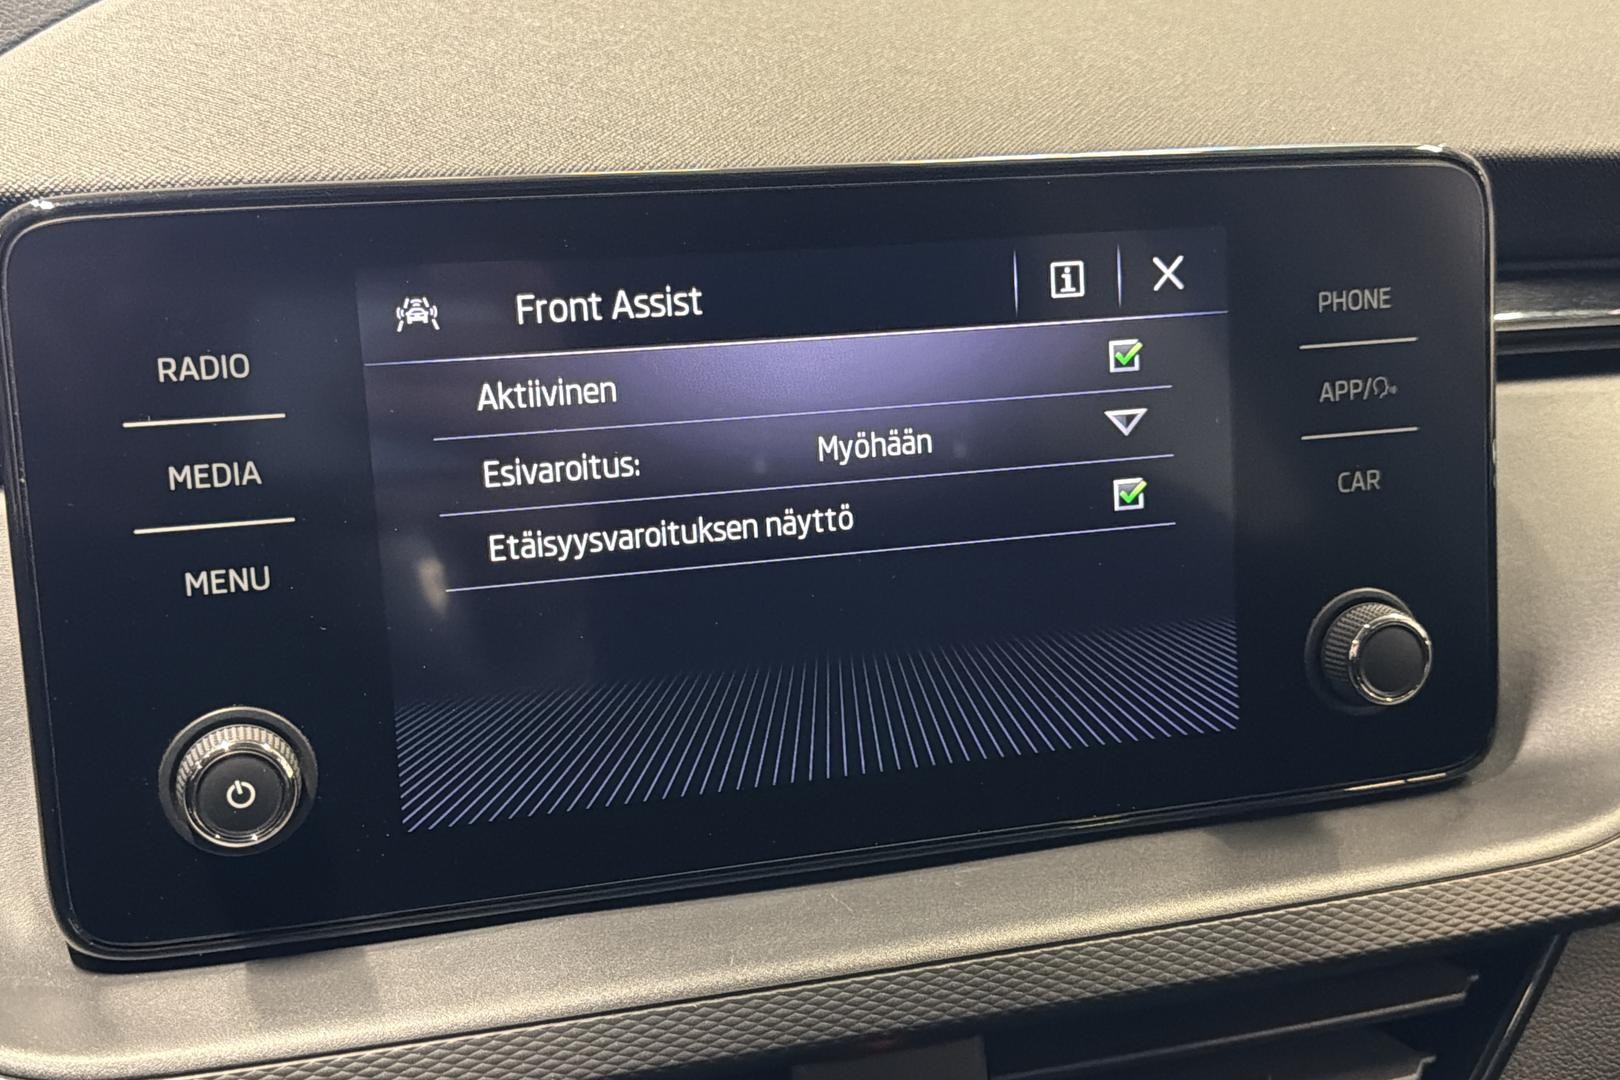 RADIO
MEDIA
MENU
Front Assist
Aktiivinen
Esivaroitus: Myöhään
Etäisyysvaroituksen näyttö
PHONE
APP/
CAR